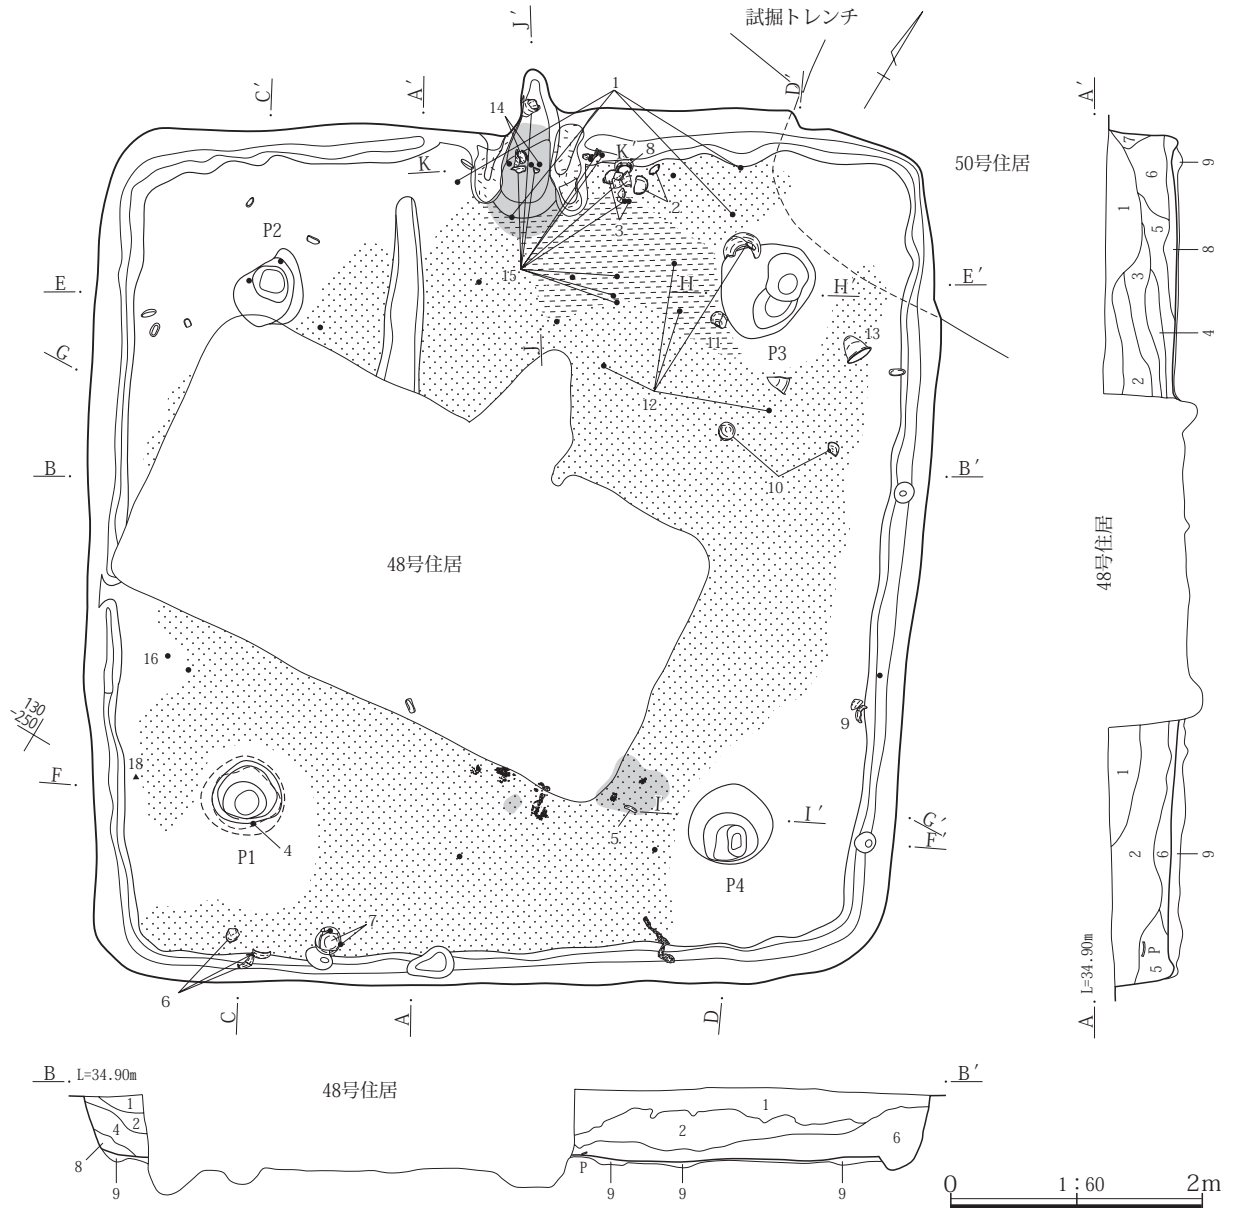 試掘トレンチ
J′
C′
A′
D′
A′
1
14
K
K′
8
50号住居
2
3
P2
15
E
H
H′
E′
G
J
11
P3
13
12
B
B′
10
48号住居
16
9
130
-250
18
F
I
I′
G′
F′
5
P1
4
P4
7
6
C
A
D
7
9
6
1
5
8
3
4
2
48号住居
1
2
6
9
P
5
L=34.90m
A
B
L=34.90m
48号住居
B′
1
2
4
8
9
1
2
6
P
9
9
9
0
1：60
2m